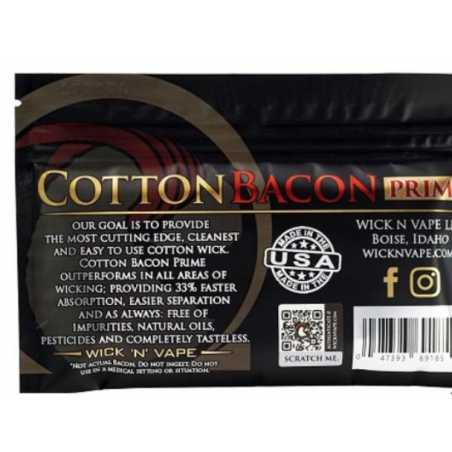 COTTON BACON PRIM
OUR GOAL IS TO PROVIDE
THE MOST CUTTING EDGE, CLEANEST
AND EASY TO USE COTTON WICK.
COTTON BACON PRIME
OUTPERFORMS IN ALL AREAS OF
WICKING; PROVIDING 33% FASTER
ABSORPTION, EASIER SEPARATION
AND AS ALWAYS: FREE OF
IMPURITIES, NATURAL OILS,
PESTICIDES AND COMPLETELY TASTELESS.
WICK 'N' VAPE
*NOT ACTUAL BACON. DO NOT INGEST. DO NOT
USE IN A MEDICAL SETTING OR SITUATION.
MADE IN THE
USA
MADE IN THE
SCRATCH ME.
WICK N VAPE
BOISE, IDAHO
WICKNVAPE.COM
0 47393 69185